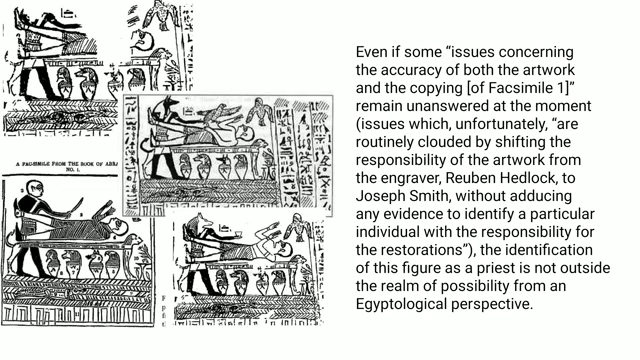 A FAC-SIMILE FROM THE BOOK OF ABRA
NO. 1.
Even if some “issues concerning
the accuracy of both the artwork
and the copying [of Facsimile 1]”
remain unanswered at the moment
(issues which, unfortunately, “are
routinely clouded by shifting the
responsibility of the artwork from
the engraver, Reuben Hedlock, to
Joseph Smith, without adducing
any evidence to identify a particular
individual with the responsibility for
the restorations”), the identification
of this figure as a priest is not outside
the realm of possibility from an
Egyptological perspective.